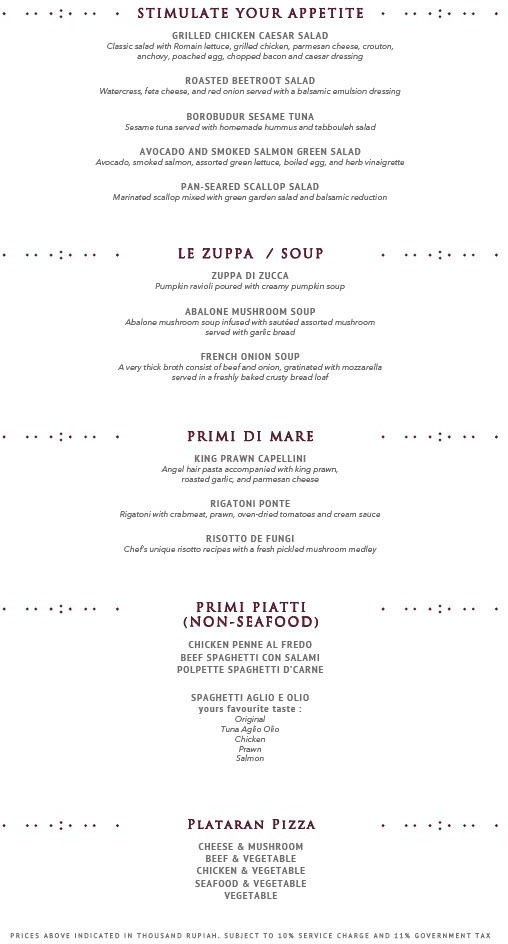 STIMULATE YOUR APPETITE
GRILLED CHICKEN CAESAR SALAD
Classic salad with Romain lettuce, grilled chicken, parmesan cheese, crouton,
anchovy, poached egg, chopped bacon and caesar dressing
ROASTED BEETROOT SALAD
Watercress, feta cheese, and red onion served with a balsamic emulsion dressing
BOROBUDUR SESAME TUNA
Sesame tuna served with homemade hummus and tabbouleh salad
AVOCADO AND SMOKED SALMON GREEN SALAD
Avocado, smoked salmon, assorted green lettuce, boiled egg, and herb vinaigrette
PAN-SEARED SCALLOP SALAD
Marinated scallop mixed with green garden salad and balsamic reduction
LE ZUPPA / SOUP
ZUPPA DI ZUCCA
Pumpkin ravioli poured with creamy pumpkin soup
ABALONE MUSHROOM SOUP
Abalone mushroom soup infused with sautéed assorted mushroom
served with garlic bread
FRENCH ONION SOUP
A very thick broth consist of beef and onion, gratinated with mozzarella
served in a freshly baked crusty bread loaf
PRIMI DI MARE
KING PRAWN CAPELLINI
Angel hair pasta accompanied with king prawn,
roasted garlic, and parmesan cheese
RIGATONI PONTE
Rigatoni with crabmeat, prawn, oven-dried tomatoes and cream sauce
RISOTTO DE FUNGI
Chef's unique risotto recipes with a fresh pickled mushroom medley
PRIMI PIATTI
(NON-SEAFOOD)
CHICKEN PENNE AL FREDO
BEEF SPAGHETTI CON SALAMI
POLPETTE SPAGHETTI D'CARNE
SPAGHETTI AGLIO E OLIO
yours favourite taste :
Original
Tuna Aglio Olio
Chicken
Prawn
Salmon
PLATARAN PIZZA
CHEESE & MUSHROOM
BEEF & VEGETABLE
CHICKEN & VEGETABLE
SEAFOOD & VEGETABLE
VEGETABLE
PRICES ABOVE INDICATED IN THOUSAND RUPIAH. SUBJECT TO 10% SERVICE CHARGE AND 11% GOVERNMENT TAX